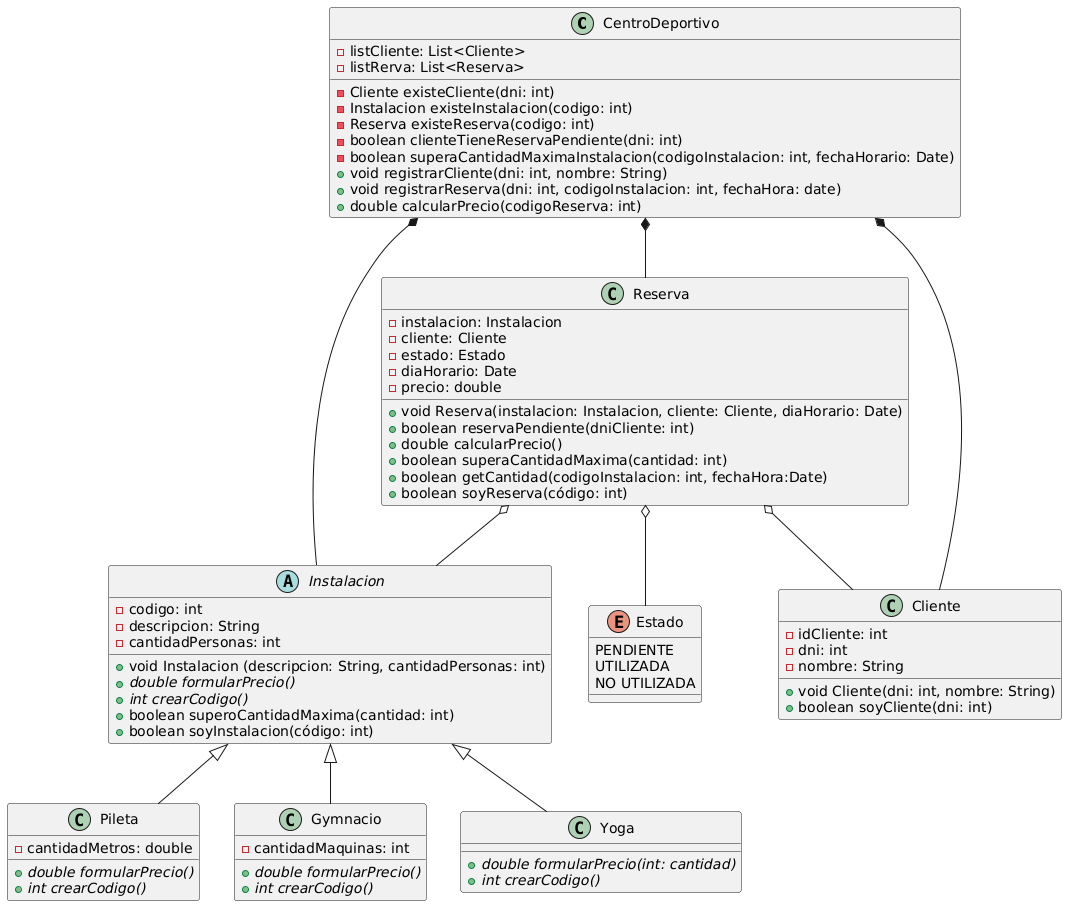 C CentroDeportivo
listCliente: List<Cliente>
listRerva: List<Reserva>
Cliente existeCliente(dni: int)
Instalacion existeInstalacion(codigo: int)
Reserva existeReserva(codigo: int)
boolean clienteTieneReservaPendiente(dni: int)
boolean superaCantidadMaximaInstalacion(codigoInstalacion: int, fechaHorario: Date)
void registrarCliente(dni: int, nombre: String)
void registrarReserva(dni: int, codigoInstalacion: int, fechaHora: date)
double calcularPrecio(codigoReserva: int)
C Reserva
instalacion: Instalacion
cliente: Cliente
estado: Estado
diaHorario: Date
precio: double
void Reserva(instalacion: Instalacion, cliente: Cliente, diaHorario: Date)
boolean reservaPendiente(dniCliente: int)
double calcularPrecio()
boolean superaCantidadMaxima(cantidad: int)
boolean getCantidad(codigoInstalacion: int, fechaHora:Date)
boolean soyReserva(código: int)
A Instalacion
codigo: int
descripcion: String
cantidadPersonas: int
void Instalacion (descripcion: String, cantidadPersonas: int)
double formularPrecio()
int crearCodigo()
boolean superoCantidadMaxima(cantidad: int)
boolean soyInstalacion(código: int)
E Estado
PENDIENTE
UTILIZADA
NO UTILIZADA
C Cliente
idCliente: int
dni: int
nombre: String
void Cliente(dni: int, nombre: String)
boolean soyCliente(dni: int)
C Pileta
cantidadMetros: double
double formularPrecio()
int crearCodigo()
C Gymnacio
cantidadMaquinas: int
double formularPrecio()
int crearCodigo()
C Yoga
double formularPrecio(int: cantidad)
int crearCodigo()